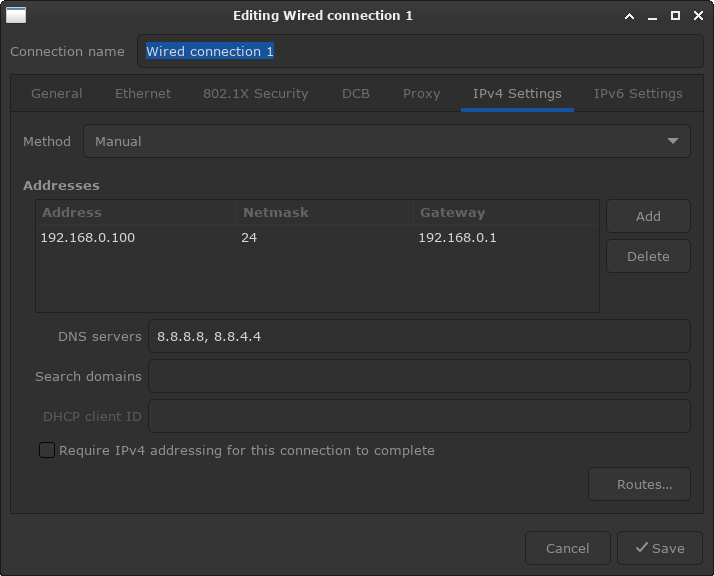 Editing Wired connection 1
Connection name Wired connection 1
General Ethernet 802.1X Security DCB Proxy IPv4 Settings IPv6 Settings
Method Manual
Addresses
Address Netmask Gateway
192.168.0.100 24 192.168.0.1
Add
Delete
DNS servers 8.8.8.8, 8.8.4.4
Search domains
DHCP client ID
Require IPv4 addressing for this connection to complete
Routes...
Cancel Save